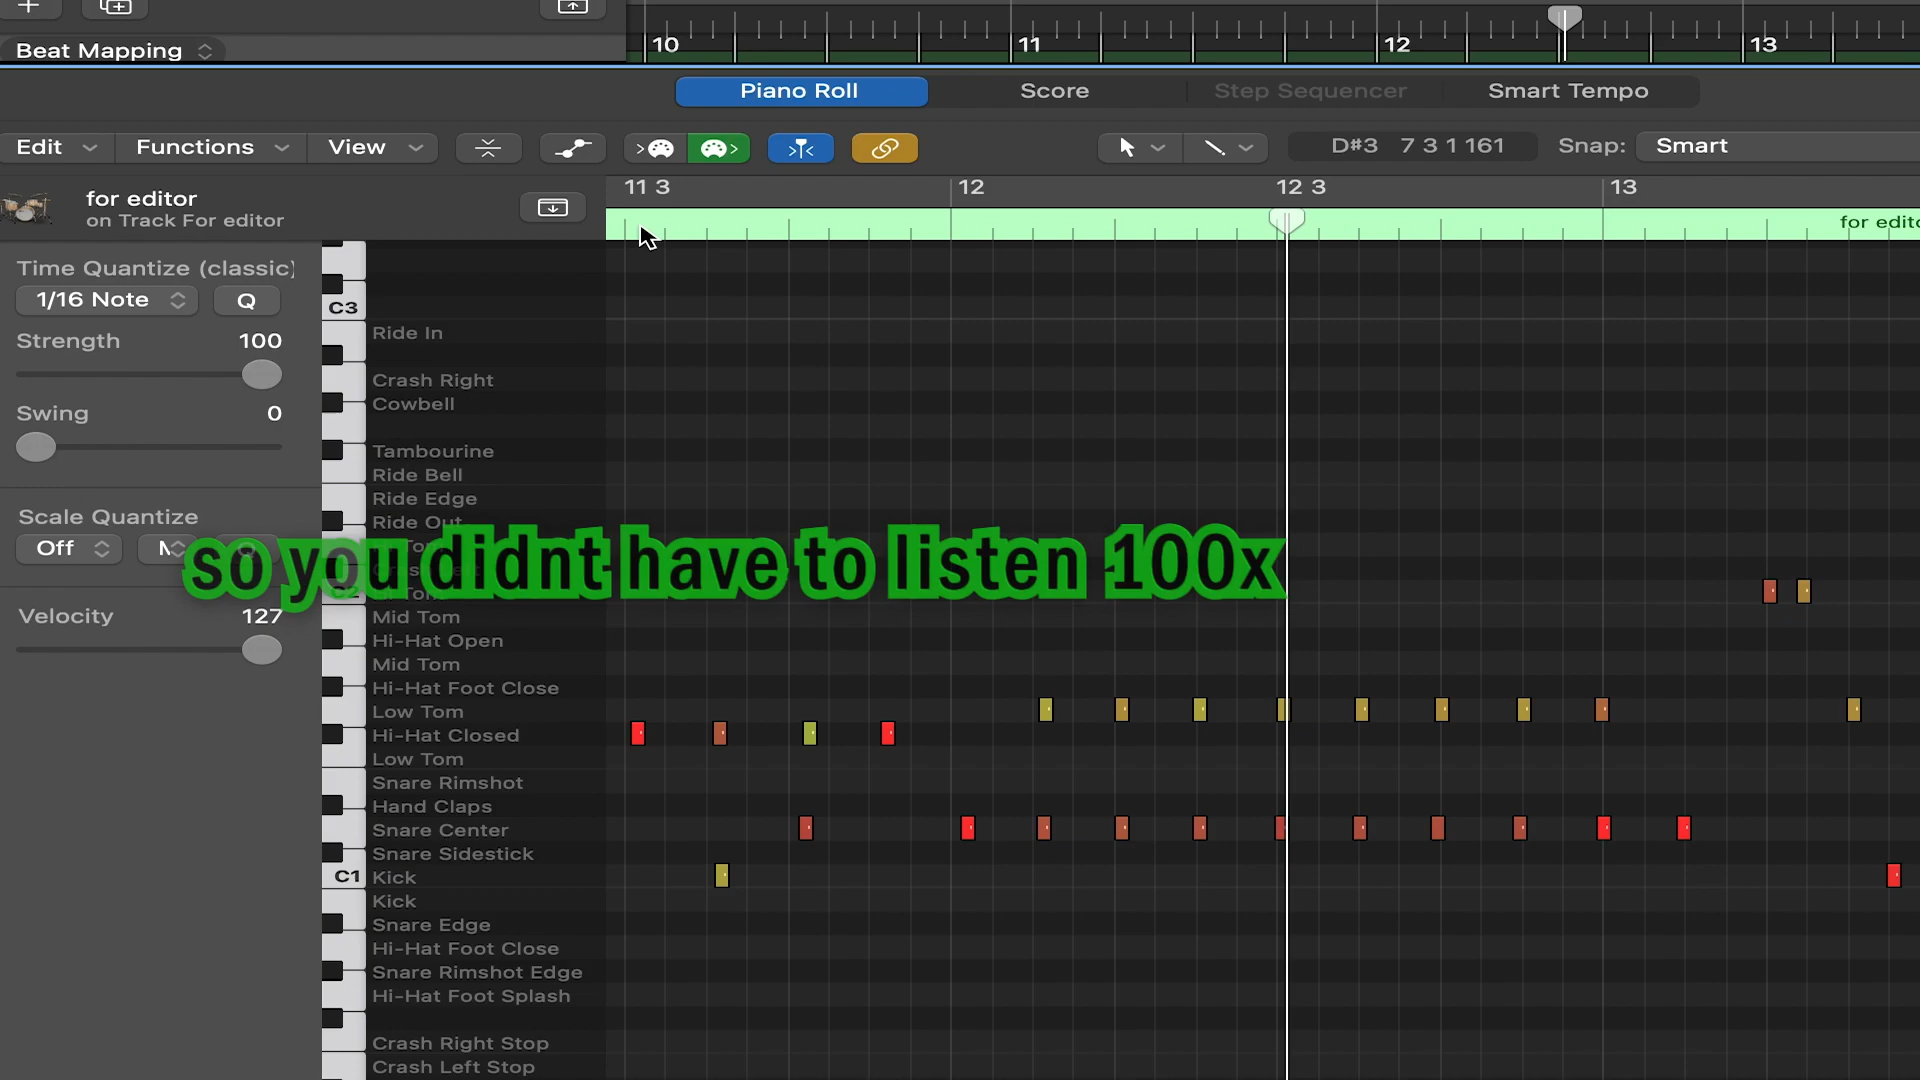 10
11
12
13
Beat Mapping
Piano Roll
Score
Step Sequencer
Smart Tempo
Edit
Functions
View
D#3 7 3 1 161
Snap:
Smart
11 3
12
12 3
13
for editor
on Track For editor
Time Quantize (classic)
1/16 Note
Q
Strength
100
Swing
0
Scale Quantize
Off
Velocity
127
C3
Ride In
Crash Right
Cowbell
Tambourine
Ride Bell
Ride Edge
Ride Out
so you didnt have to listen 100x
Mid Tom
Hi-Hat Open
Mid Tom
Hi-Hat Foot Close
Low Tom
Hi-Hat Closed
Low Tom
Snare Rimshot
Hand Claps
Snare Center
Snare Sidestick
C1
Kick
Kick
Snare Edge
Hi-Hat Foot Close
Snare Rimshot Edge
Hi-Hat Foot Splash
Crash Right Stop
Crash Left Stop